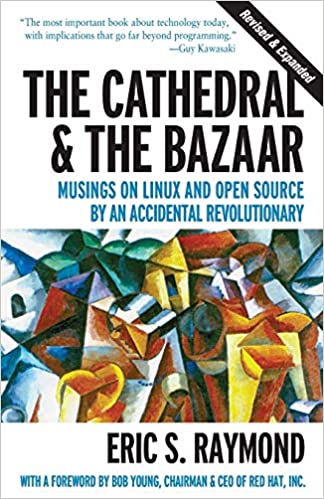 "The most important book about technology today,
with implications that go far beyond programming."
—Guy Kawasaki
Revised & Expanded
THE CATHEDRAL
& THE BAZAAR
MUSINGS ON LINUX AND OPEN SOURCE
BY AN ACCIDENTAL REVOLUTIONARY
ERIC S. RAYMOND
WITH A FOREWORD BY BOB YOUNG, CHAIRMAN & CEO OF RED HAT, INC.